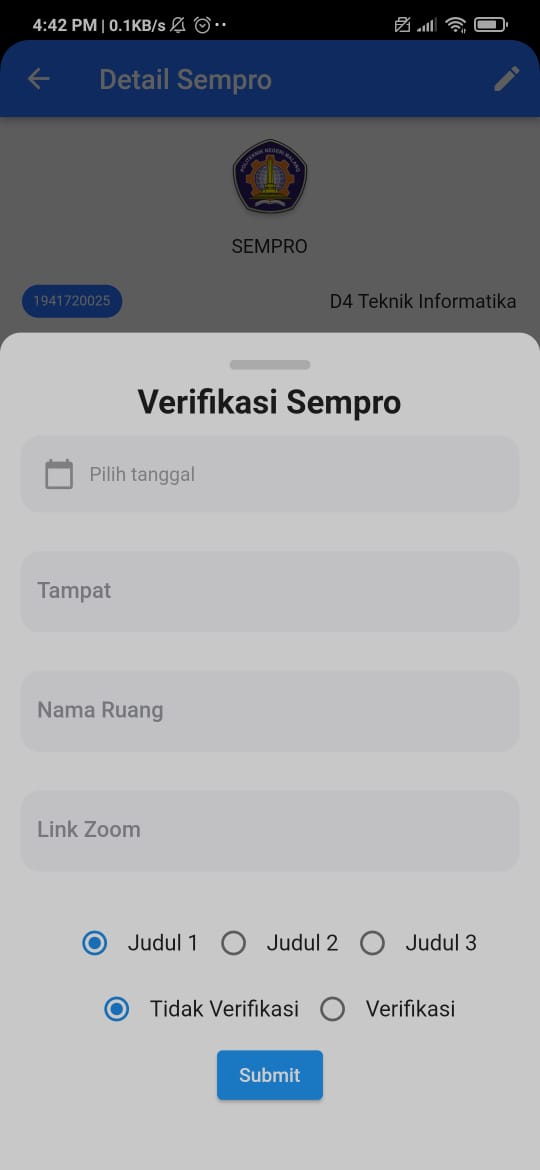 4:42 PM | 0.1KB/s
Detail Sempro
POLITEKNIK NEGERI MALANG
SEMPRO
1941720025
D4 Teknik Informatika
Verifikasi Sempro
Pilih tanggal
Tampat
Nama Ruang
Link Zoom
Judul 1 Judul 2 Judul 3
Tidak Verifikasi Verifikasi
Submit